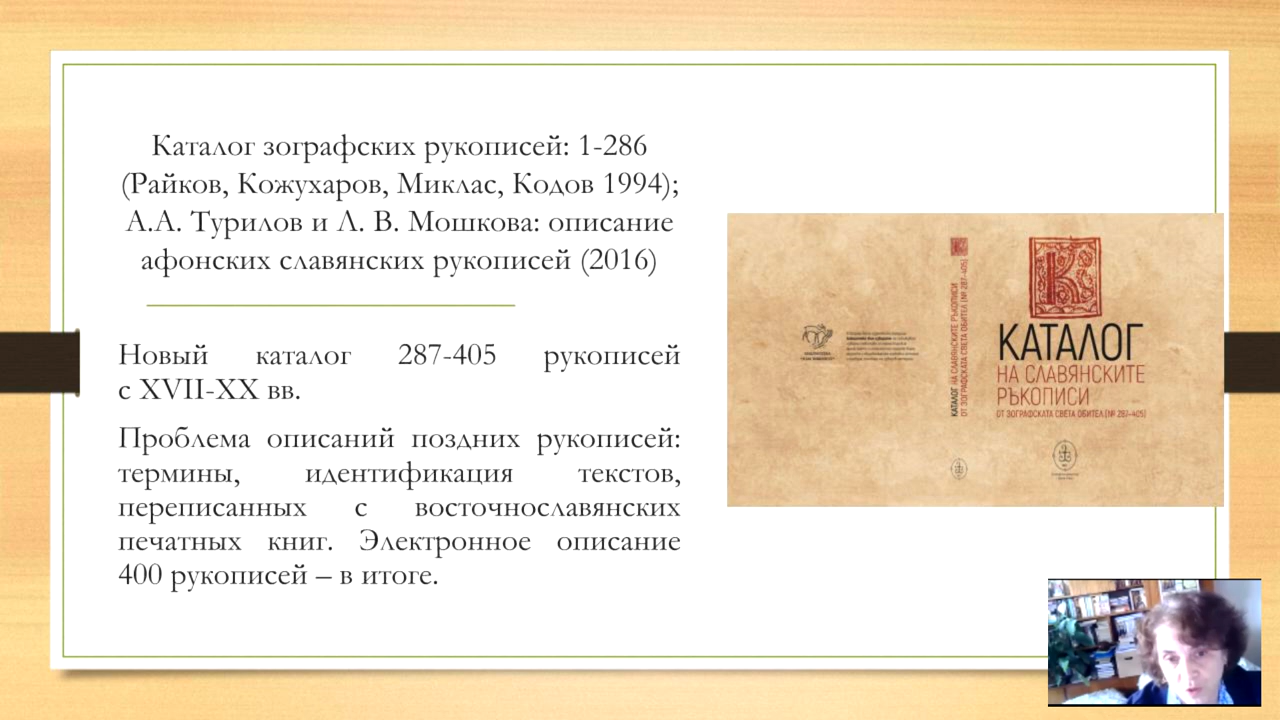 Каталог зографских рукописей: 1-286
(Райков, Кожухаров, Миклас, Кодов 1994);
А.А. Турилов и Л. В. Мошкова: описание
афонских славянских рукописей (2016)
Новый каталог 287-405 рукописей
с XVII-XX вв.
Проблема описаний поздних рукописей:
термины, идентификация текстов,
переписанных с восточнославянских
печатных книг. Электронное описание
400 рукописей – в итоге.
КАТАЛОГ НА СЛАВЯНСКИТЕ РЪКОПИСИ
ОТ ЗОГРАФСКАТА СВЕТА ОБИТЕЛ (№ 287–405)
К
КАТАЛОГ
НА СЛАВЯНСКИТЕ
РЪКОПИСИ
ОТ ЗОГРАФСКАТА СВЕТА ОБИТЕЛ (№ 287–405)